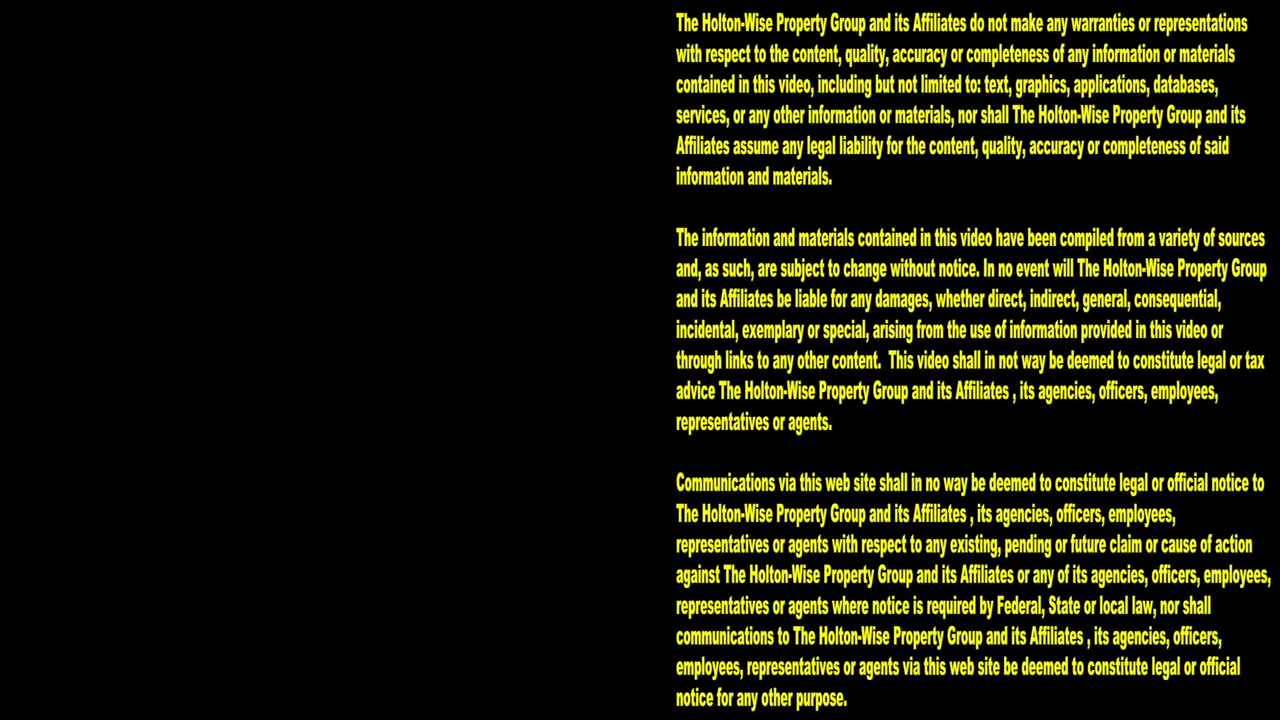 The Holton-Wise Property Group and its Affiliates do not make any warranties or representations
with respect to the content, quality, accuracy or completeness of any information or materials
contained in this video, including but not limited to: text, graphics, applications, databases,
services, or any other information or materials, nor shall The Holton-Wise Property Group and its
Affiliates assume any legal liability for the content, quality, accuracy or completeness of said
information and materials.
The information and materials contained in this video have been compiled from a variety of sources
and, as such, are subject to change without notice. In no event will The Holton-Wise Property Group
and its Affiliates be liable for any damages, whether direct, indirect, general, consequential,
incidental, exemplary or special, arising from the use of information provided in this video or
through links to any other content.  This video shall in not way be deemed to constitute legal or tax
advice The Holton-Wise Property Group and its Affiliates , its agencies, officers, employees,
representatives or agents.
Communications via this web site shall in no way be deemed to constitute legal or official notice to
The Holton-Wise Property Group and its Affiliates , its agencies, officers, employees,
representatives or agents with respect to any existing, pending or future claim or cause of action
against The Holton-Wise Property Group and its Affiliates or any of its agencies, officers, employees,
representatives or agents where notice is required by Federal, State or local law, nor shall
communications to The Holton-Wise Property Group and its Affiliates , its agencies, officers,
employees, representatives or agents via this web site be deemed to constitute legal or official
notice for any other purpose.